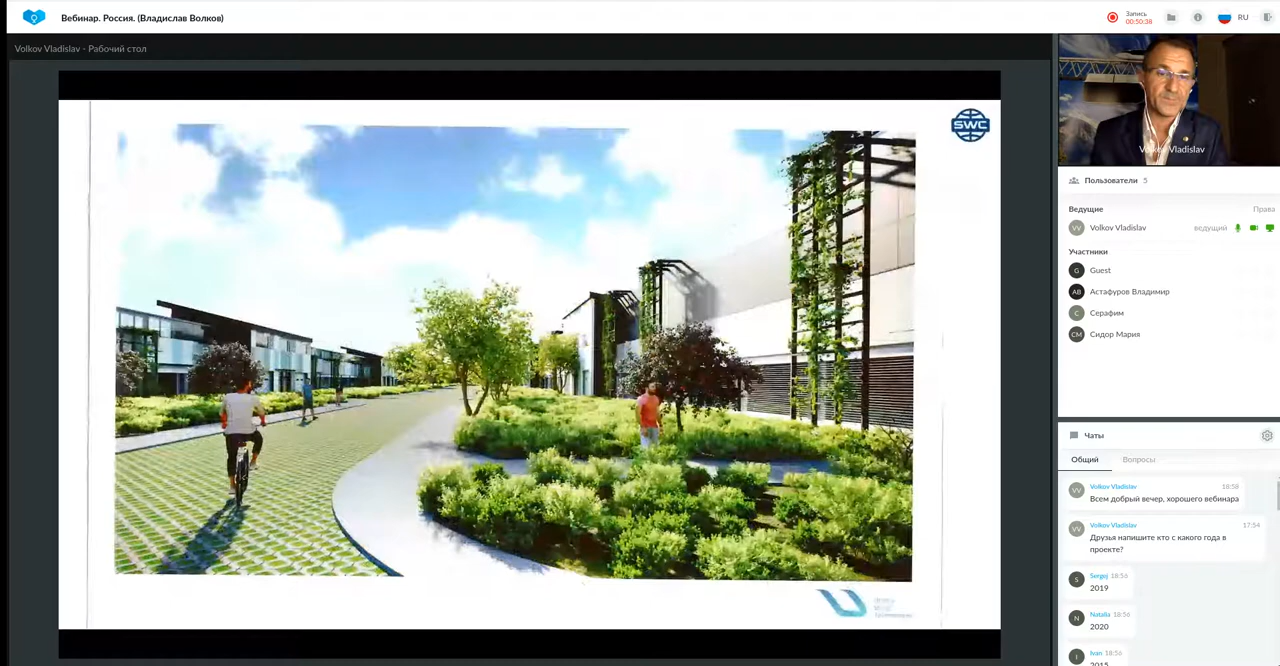 Вебинар. Россия. (Владислав Волков)
Запись
00:50:38
RU
Volkov Vladislav - Рабочий стол
SWC
Volkov Vladislav
Пользователи 5
Ведущие Права
VV Volkov Vladislav ведущий
Участники
G Guest
АВ Астафуров Владимир
С Серафим
СМ Сидор Мария
Чаты
Общий Вопросы
VV Volkov Vladislav 18:58
Всем добрый вечер, хорошего вебинара
VV Volkov Vladislav 17:54
Друзья напишите кто с какого года в
проекте?
S Sergej 18:56
2019
N Natalia 18:56
2020
I Ivan 18:56
2015